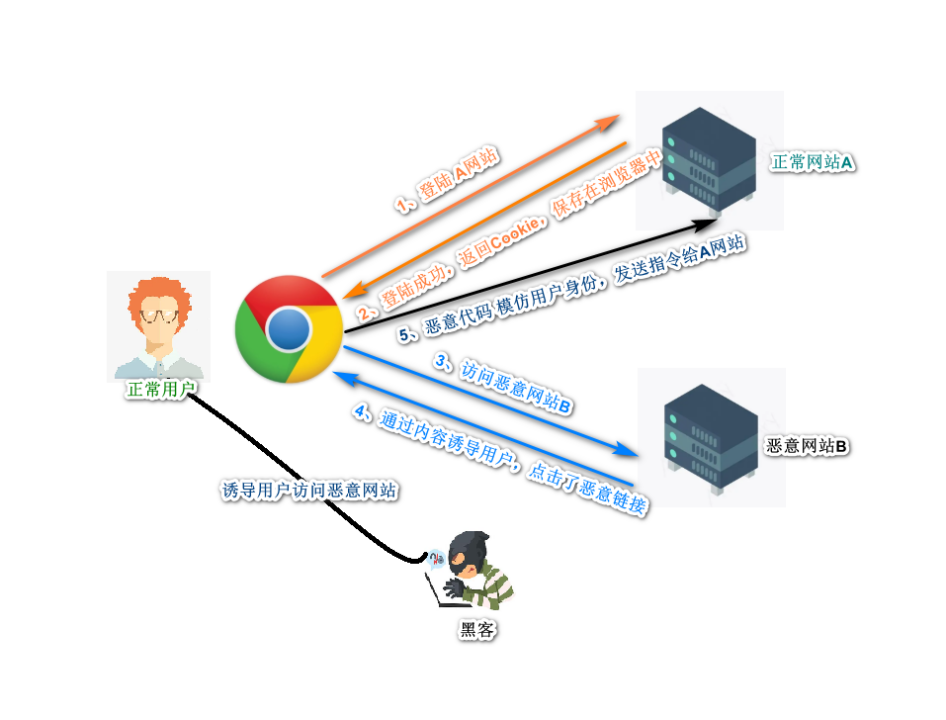 1、登陆 A网站
2、登陆成功，返回Cookie，保存在浏览器中
正常网站A
5、恶意代码 模仿用户身份，发送指令给A网站
正常用户
3、访问恶意网站B
4、通过内容诱导用户，点击了恶意链接
恶意网站B
诱导用户访问恶意网站
黑客